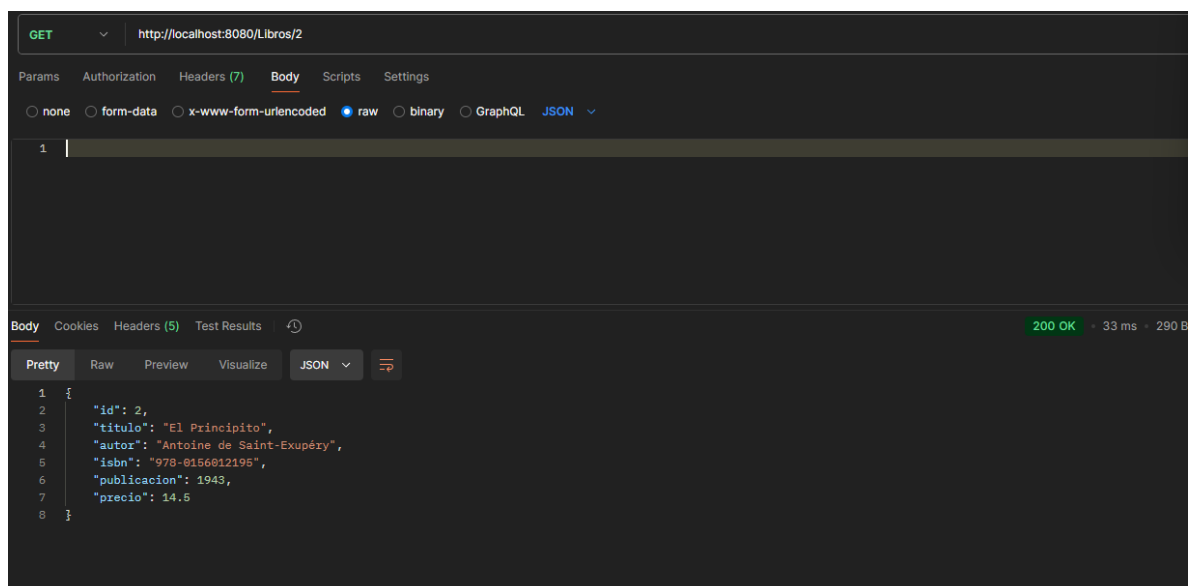 GET http://localhost:8080/Libros/2
Params Authorization Headers (7) Body Scripts Settings
none form-data x-www-form-urlencoded raw binary GraphQL JSON
1
Body Cookies Headers (5) Test Results 200 OK 33 ms 290 B
Pretty Raw Preview Visualize JSON
1 {
2 "id": 2,
3 "titulo": "El Principito",
4 "autor": "Antoine de Saint-Exupéry",
5 "isbn": "978-0156012195",
6 "publicacion": 1943,
7 "precio": 14.5
8 }